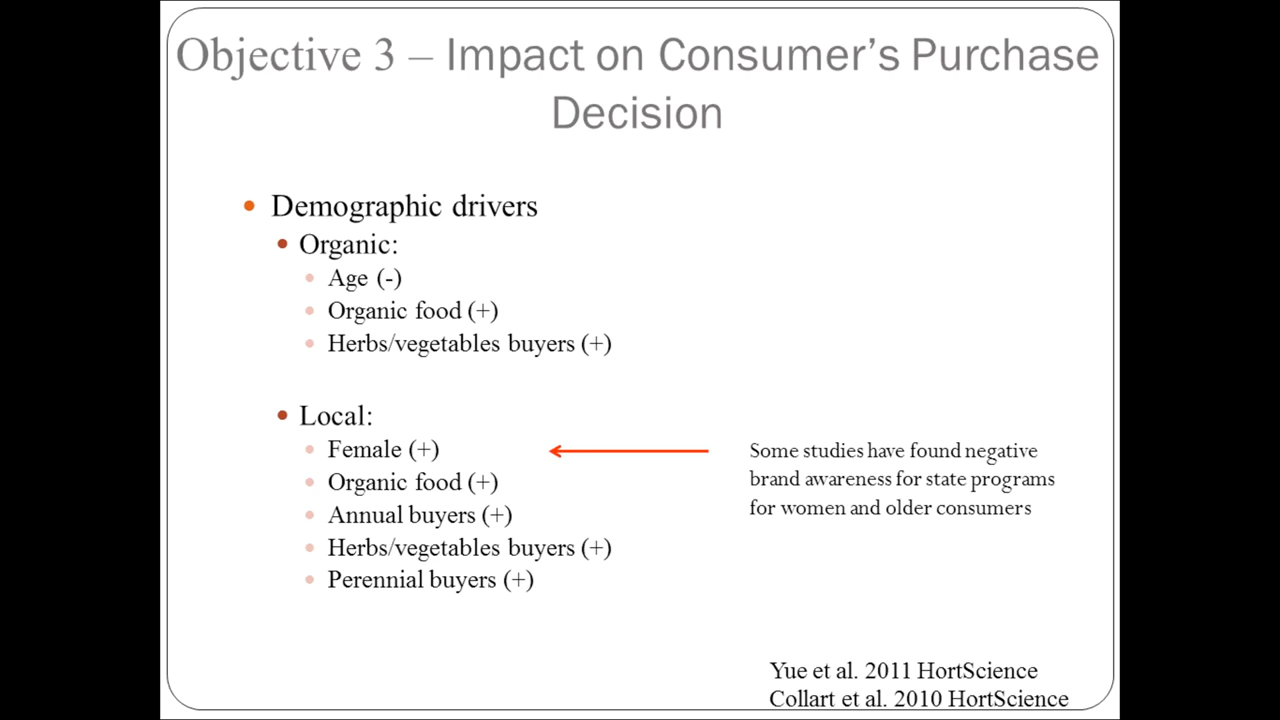 Objective 3 – Impact on Consumer’s Purchase
Decision
Demographic drivers
Organic:
Age (-)
Organic food (+)
Herbs/vegetables buyers (+)
Local:
Female (+)
Organic food (+)
Annual buyers (+)
Herbs/vegetables buyers (+)
Perennial buyers (+)
Some studies have found negative
brand awareness for state programs
for women and older consumers
Yue et al. 2011 HortScience
Collart et al. 2010 HortScience